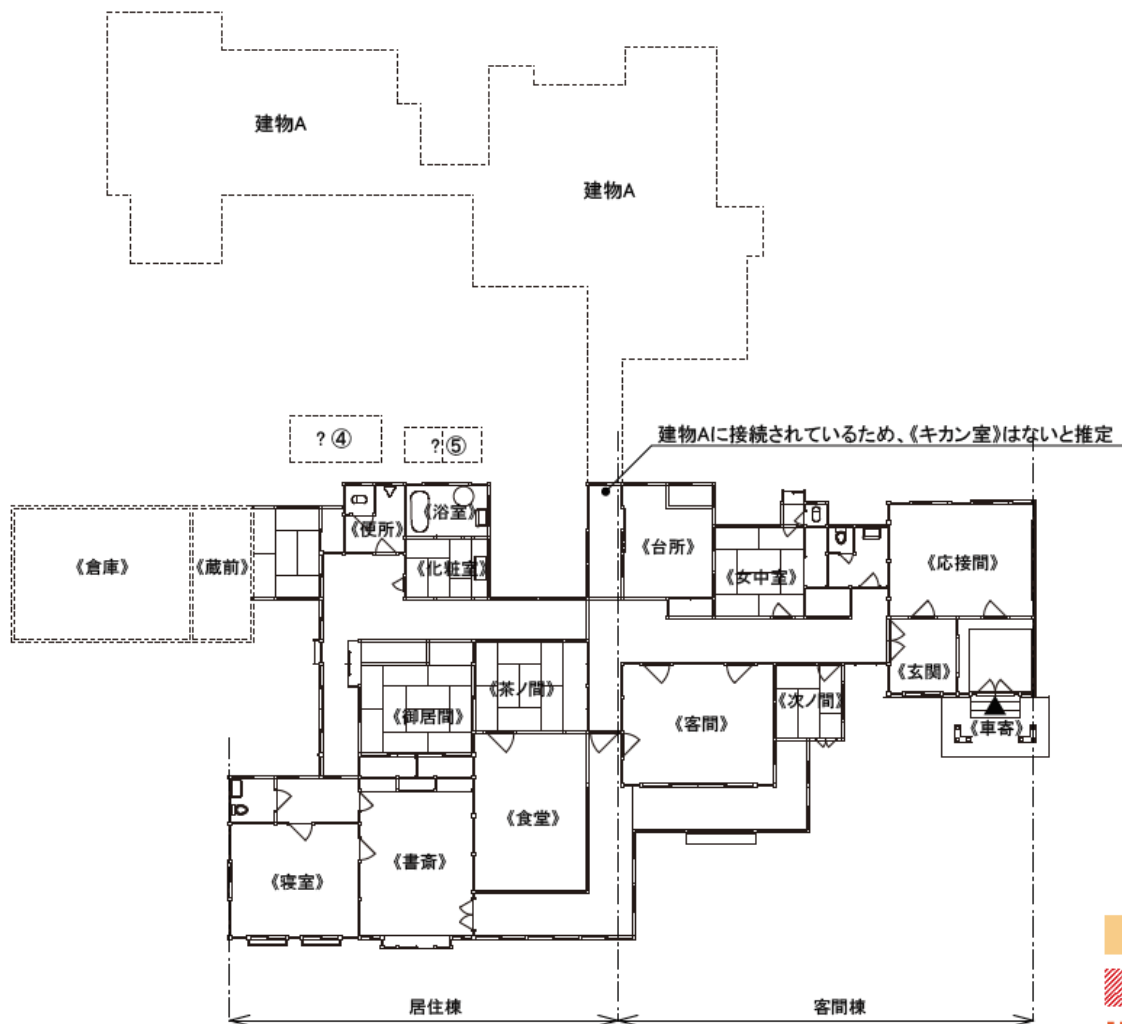 建物A
建物A
? ④
? ⑤
建物Aに接続されているため、《キカン室》はないと推定
《倉庫》
《蔵前》
《便所》
《浴室》
《化粧室》
《台所》
《女中室》
《応接間》
《玄関》
《車寄》
《御居間》
《茶ノ間》
《客間》
《次ノ間》
《食堂》
《書斎》
《寝室》
居住棟
客間棟